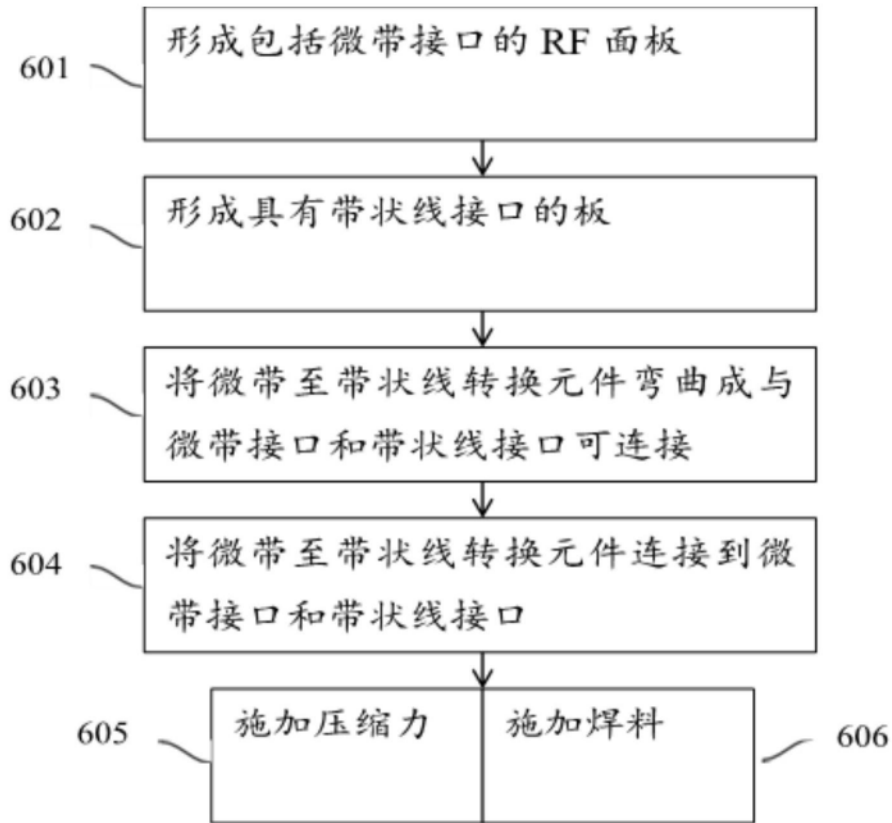 601
形成包括微带接口的 RF 面板
602
形成具有带状线接口的板
603
将微带至带状线转换元件弯曲成与
微带接口和带状线接口可连接
604
将微带至带状线转换元件连接到微
带接口和带状线接口
605
施加压缩力
施加焊料
606